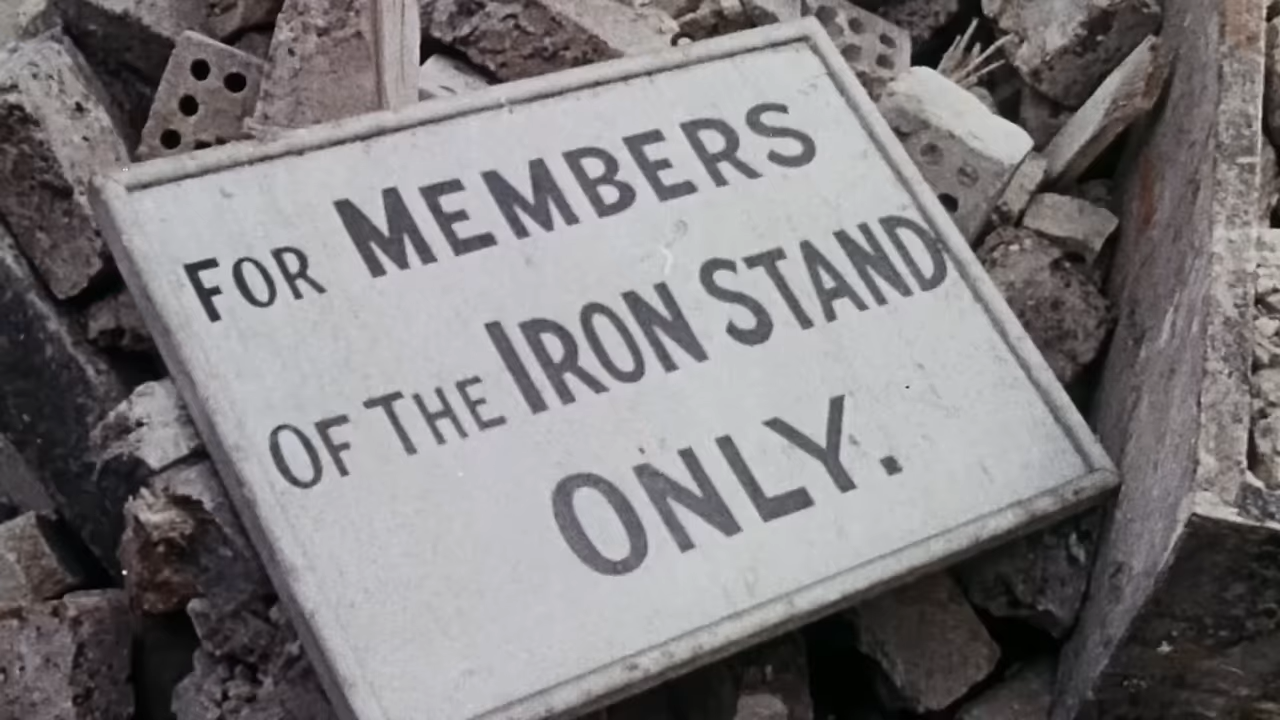 FOR MEMBERS
OF THE IRON STAND
ONLY.